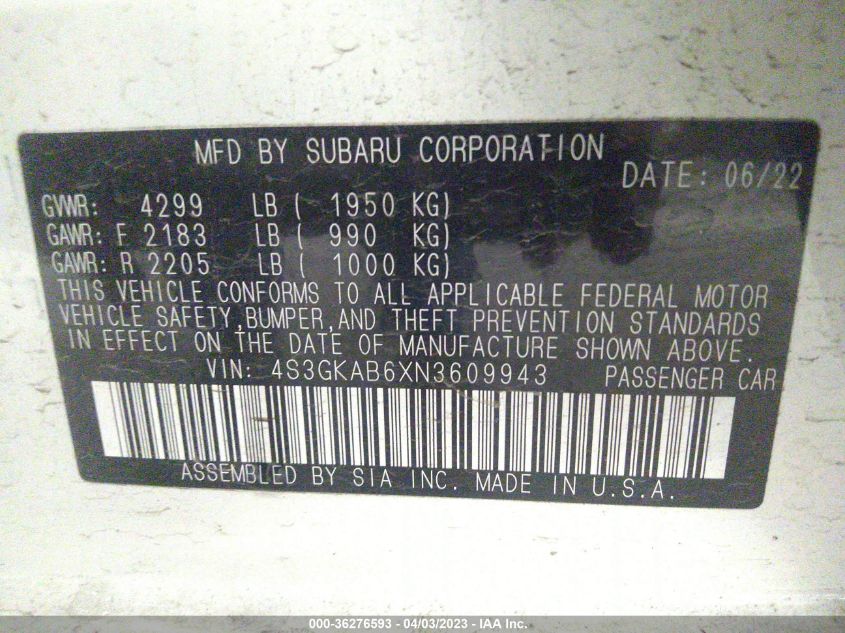 MFD BY SUBARU CORPORATION
DATE: 06/22
GVWR: 4299 LB ( 1950 KG)
GAWR: F 2183 LB ( 990 KG)
GAWR: R 2205 LB ( 1000 KG)
THIS VEHICLE CONFORMS TO ALL APPLICABLE FEDERAL MOTOR
VEHICLE SAFETY,BUMPER,AND THEFT PREVENTION STANDARDS
IN EFFECT ON THE DATE OF MANUFACTURE SHOWN ABOVE.
VIN: 4S3GKAB6XN3609943 PASSENGER CAR
ASSEMBLED BY SIA INC. MADE IN U.S.A.
000-36276593 - 04/03/2023 - IAA Inc.